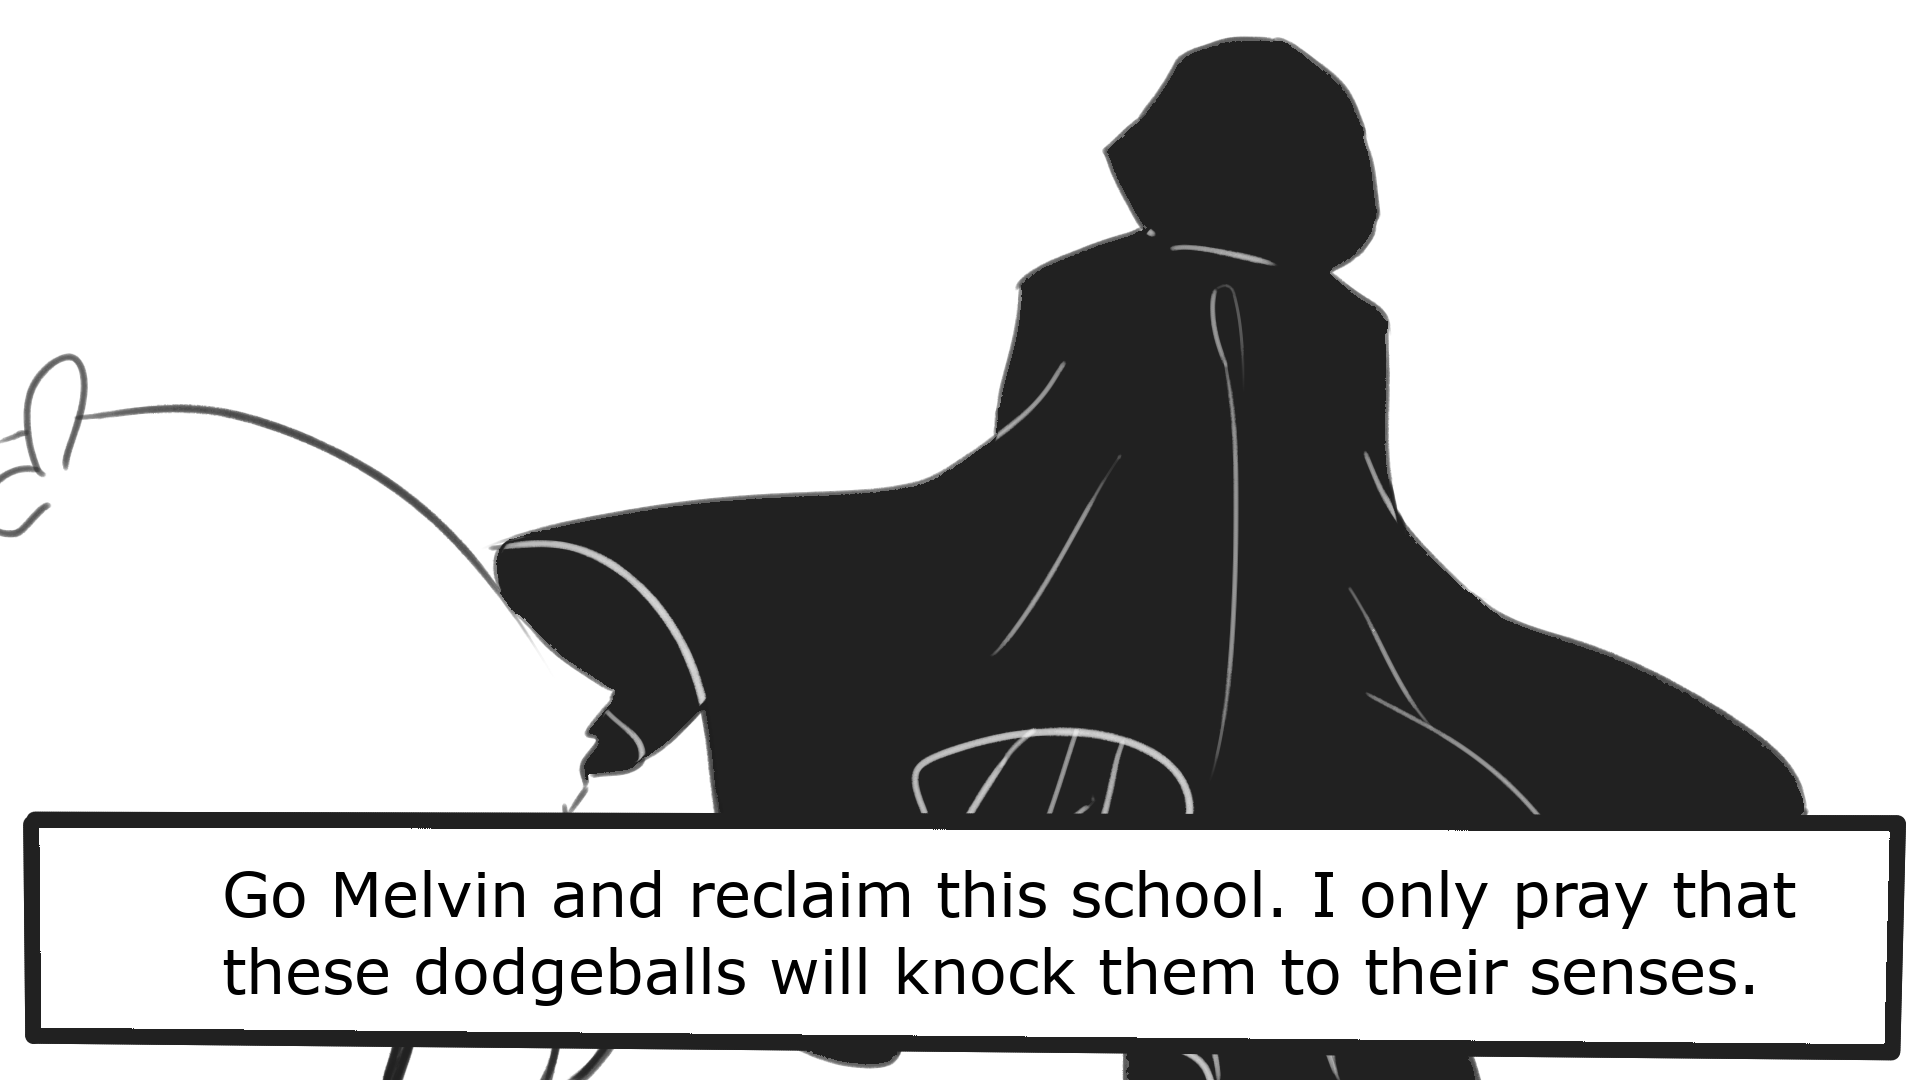 Go Melvin and reclaim this school. I only pray that
these dodgeballs will knock them to their senses.